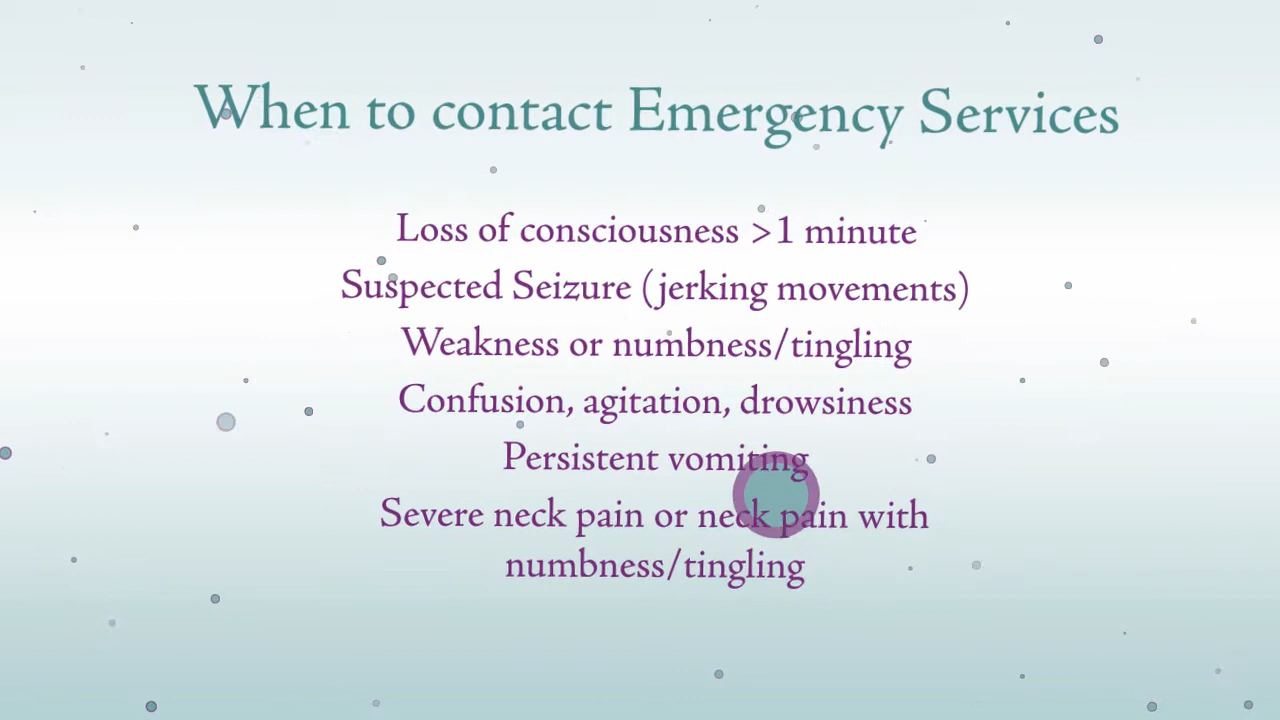 When to contact Emergency Services
Loss of consciousness >1 minute
Suspected Seizure (jerking movements)
Weakness or numbness/tingling
Confusion, agitation, drowsiness
Persistent vomiting
Severe neck pain or neck pain with
numbness/tingling